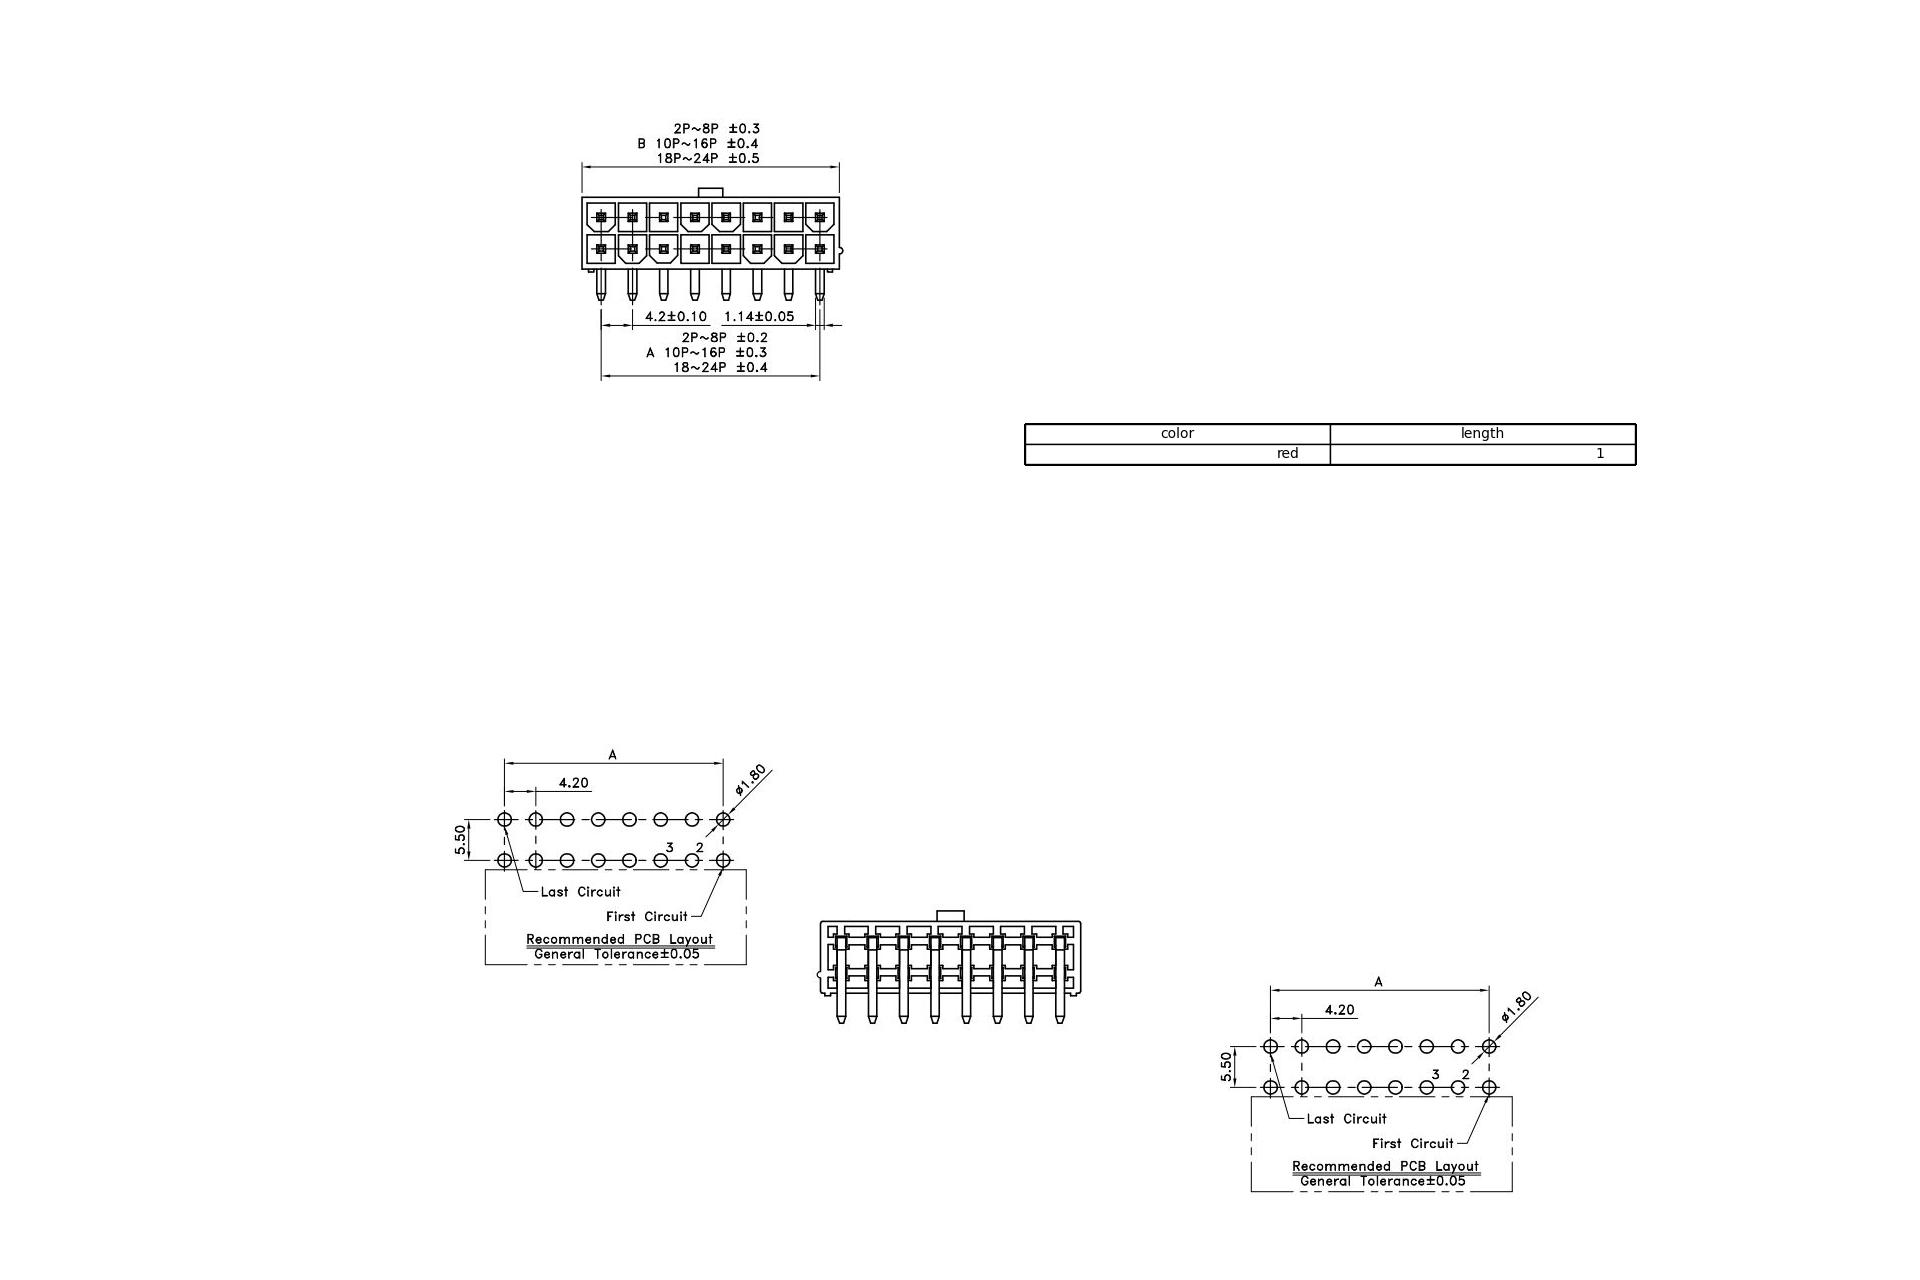 2P~8P ±0.3
B 10P~16P ±0.4
18P~24P ±0.5
4.2±0.10 1.14±0.05
2P~8P ±0.2
A 10P~16P ±0.3
18~24P ±0.4
color length
red 1
A
4.20
ø1.80
5.50
3 2
Last Circuit
First Circuit
Recommended PCB Layout
General Tolerance±0.05
A
4.20
ø1.80
5.50
3 2
Last Circuit
First Circuit
Recommended PCB Layout
General Tolerance±0.05